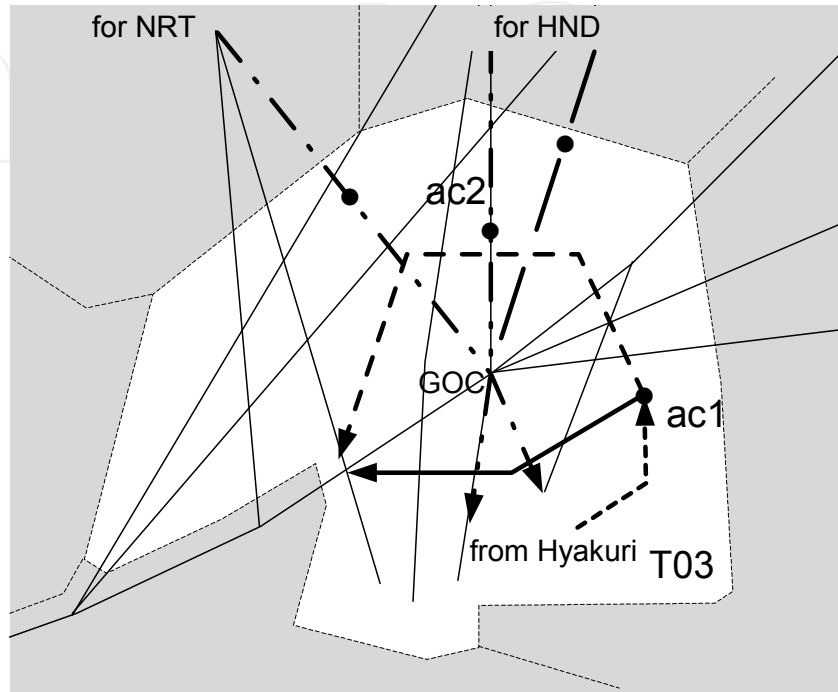 for NRT
for HND
ac2
GOC
ac1
from Hyakuri
T03